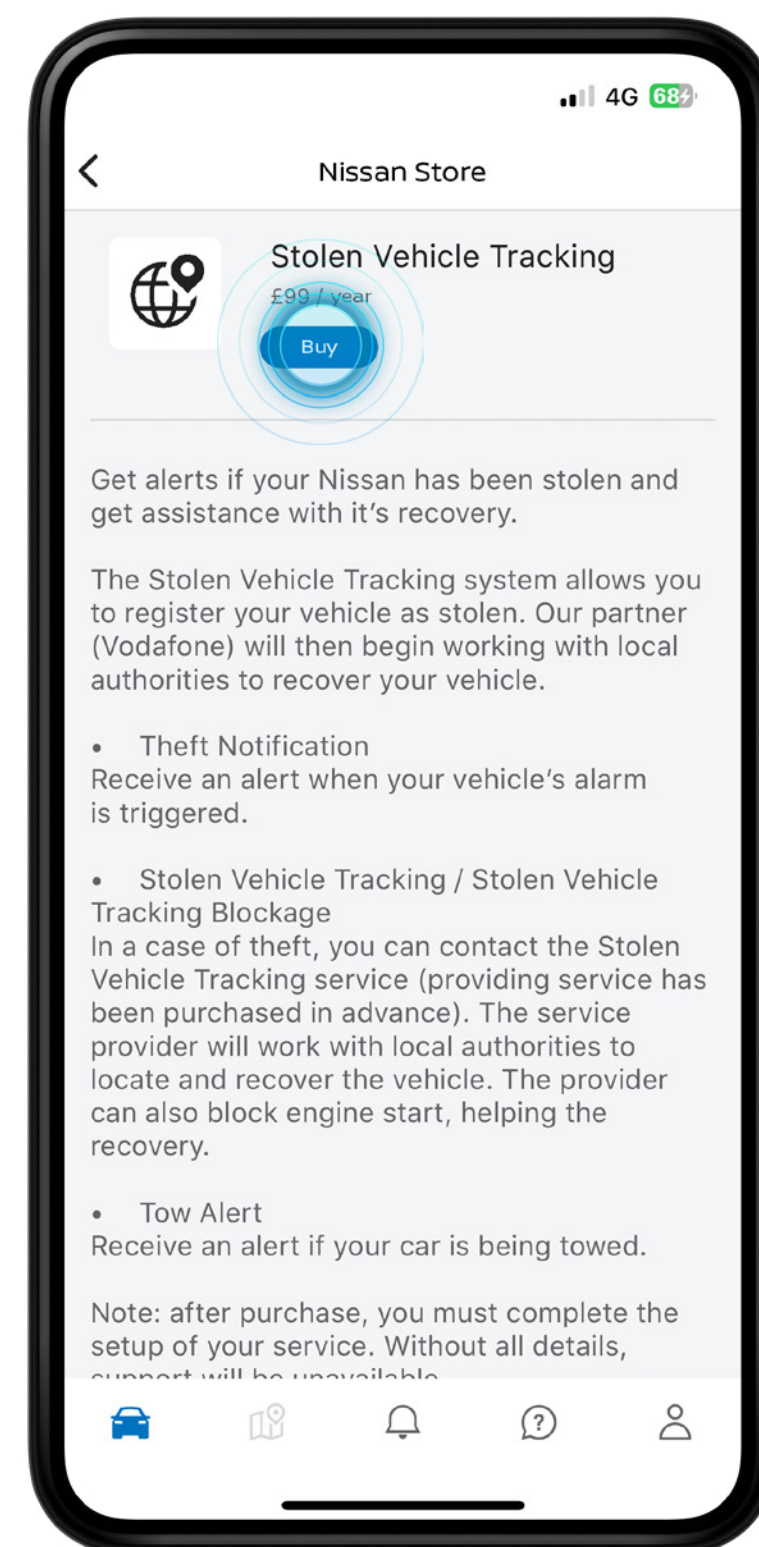 4G 68
Nissan Store
Stolen Vehicle Tracking
£99 / year
Buy
Get alerts if your Nissan has been stolen and
get assistance with it’s recovery.
The Stolen Vehicle Tracking system allows you
to register your vehicle as stolen. Our partner
(Vodafone) will then begin working with local
authorities to recover your vehicle.
• Theft Notification
Receive an alert when your vehicle’s alarm
is triggered.
• Stolen Vehicle Tracking / Stolen Vehicle
Tracking Blockage
In a case of theft, you can contact the Stolen
Vehicle Tracking service (providing service has
been purchased in advance). The service
provider will work with local authorities to
locate and recover the vehicle. The provider
can also block engine start, helping the
recovery.
• Tow Alert
Receive an alert if your car is being towed.
Note: after purchase, you must complete the
setup of your service. Without all details,
support will be unavailable
?